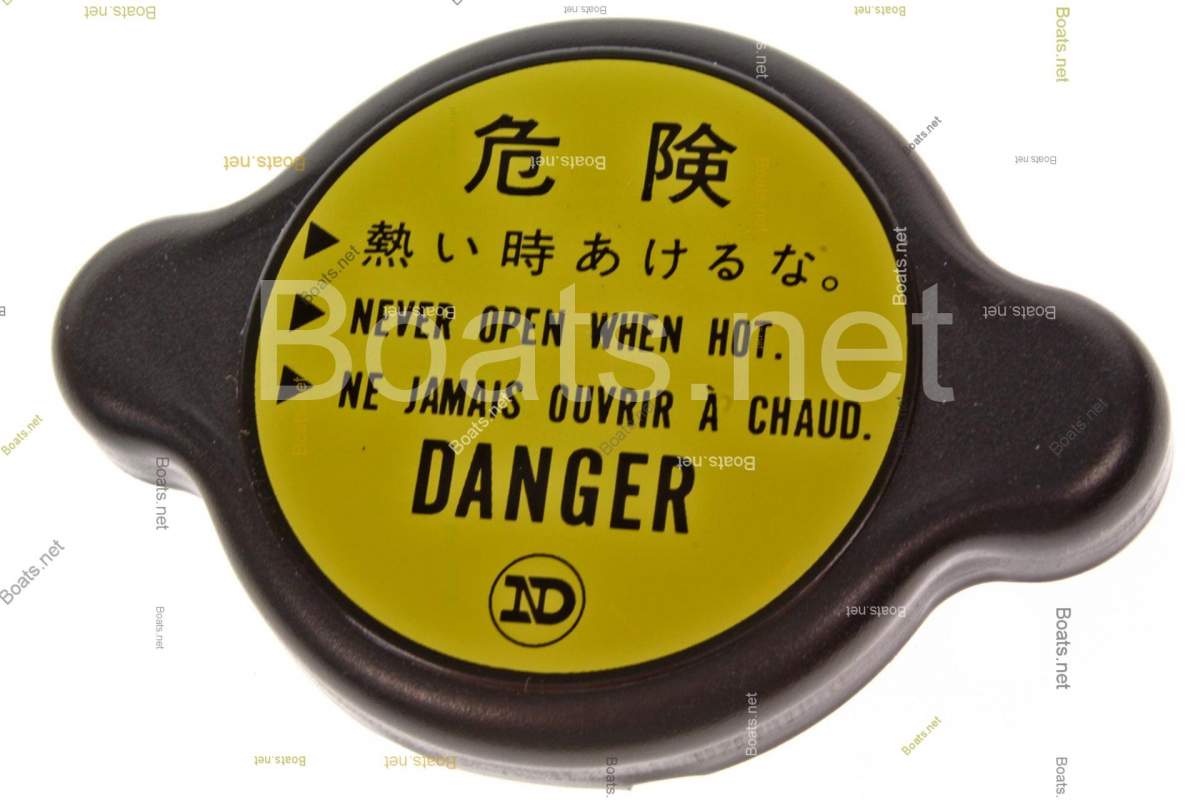 危険
▶熱い時あけるな。
▶NEVER OPEN WHEN HOT.
▶NE JAMAIS OUVRIR À CHAUD.
DANGER
ND
Boats.net